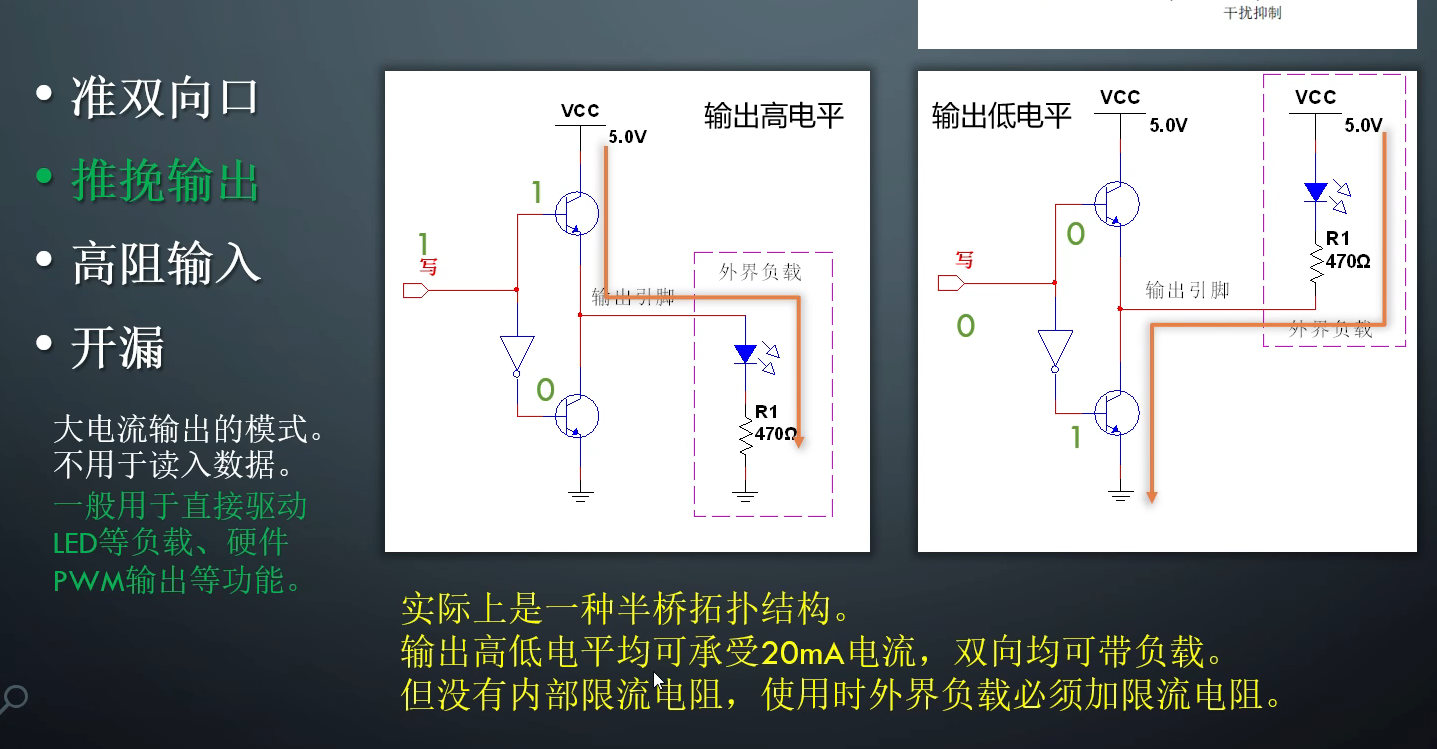 干扰抑制
• 准双向口
• 推挽输出
• 高阻输入
• 开漏
大电流输出的模式。
不用于读入数据。
一般用于直接驱动
LED等负载、硬件
PWM输出等功能。
VCC
输出高电平
5.0V
1
1
写
外界负载
输出引脚
0
R1
470Ω
输出低电平
VCC
5.0V
VCC
5.0V
0
写
R1
470Ω
输出引脚
0
外界负载
1
实际上是一种半桥拓扑结构。
输出高低电平均可承受20mA电流，双向均可带负载。
但没有内部限流电阻，使用时外界负载必须加限流电阻。